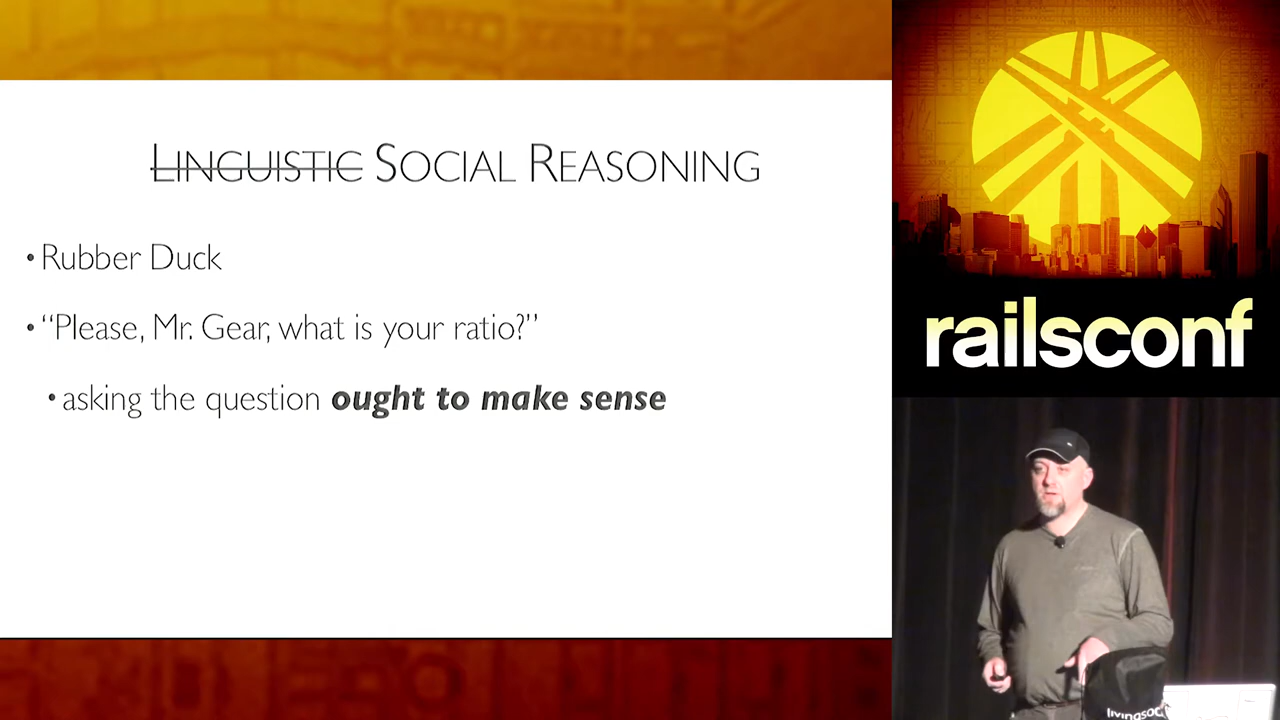 LINGUISTIC SOCIAL REASONING
• Rubber Duck
• “Please, Mr. Gear, what is your ratio?”
• asking the question ought to make sense
railsconf